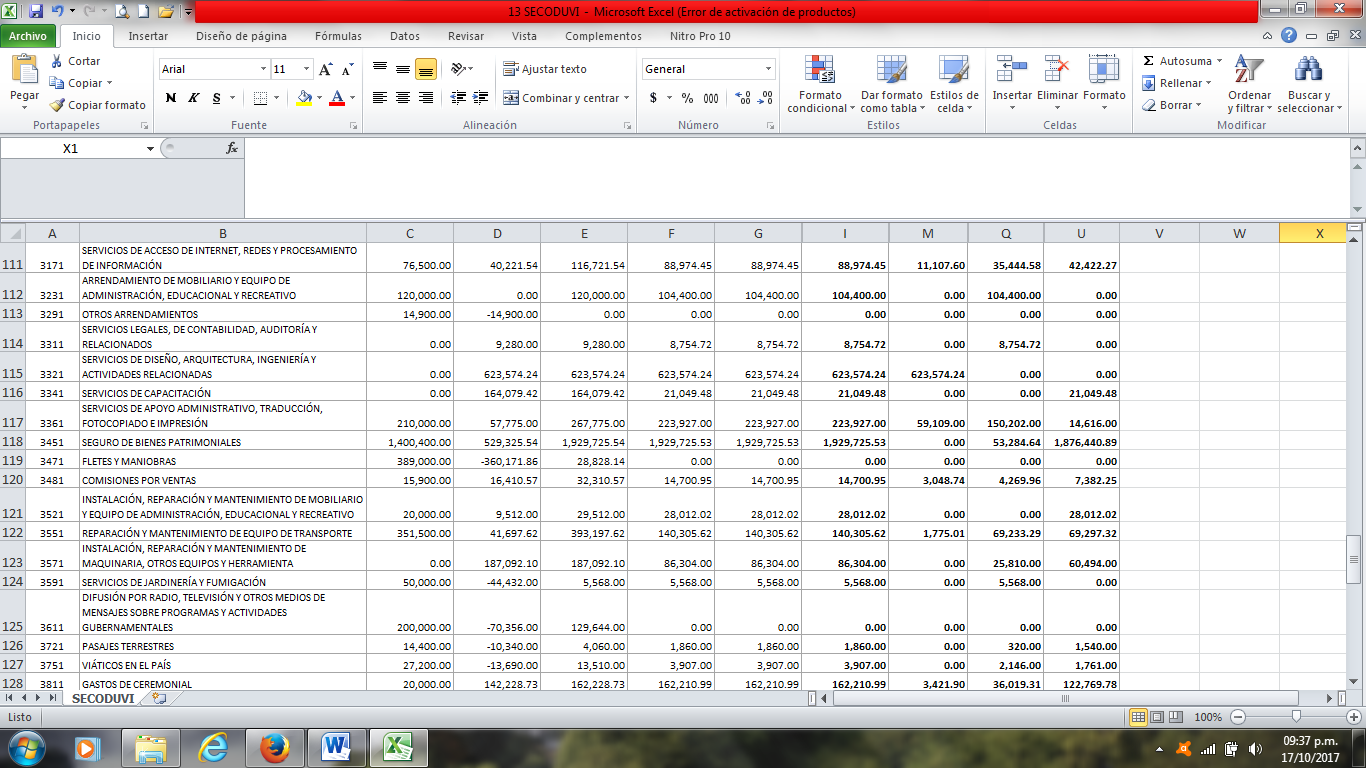 13 SECODUVI - Microsoft Excel (Error de activación de productos)
Archivo Inicio Insertar Diseño de página Fórmulas Datos Revisar Vista Complementos Nitro Pro 10
Pegar Cortar Copiar Copiar formato Portapapeles
Arial 11 N K S Fuente
Ajustar texto Combinar y centrar Alineación
General $ % 000 Número
Formato condicional Dar formato como tabla Estilos de celda Estilos
Insertar Eliminar Formato Celdas
Σ Autosuma Rellenar Borrar Ordenar y filtrar Buscar y seleccionar Modificar
X1 fx
A B C D E F G I M Q U V W X
SERVICIOS DE ACCESO DE INTERNET, REDES Y PROCESAMIENTO
111 3171 DE INFORMACIÓN 76,500.00 40,221.54 116,721.54 88,974.45 88,974.45 88,974.45 11,107.60 35,444.58 42,422.27
ARRENDAMIENTO DE MOBILIARIO Y EQUIPO DE
112 3231 ADMINISTRACIÓN, EDUCACIONAL Y RECREATIVO 120,000.00 0.00 120,000.00 104,400.00 104,400.00 104,400.00 0.00 104,400.00 0.00
113 3291 OTROS ARRENDAMIENTOS 14,900.00 -14,900.00 0.00 0.00 0.00 0.00 0.00 0.00 0.00
SERVICIOS LEGALES, DE CONTABILIDAD, AUDITORÍA Y
114 3311 RELACIONADOS 0.00 9,280.00 9,280.00 8,754.72 8,754.72 8,754.72 0.00 8,754.72 0.00
SERVICIOS DE DISEÑO, ARQUITECTURA, INGENIERÍA Y
115 3321 ACTIVIDADES RELACIONADAS 0.00 623,574.24 623,574.24 623,574.24 623,574.24 623,574.24 623,574.24 0.00 0.00
116 3341 SERVICIOS DE CAPACITACIÓN 0.00 164,079.42 164,079.42 21,049.48 21,049.48 21,049.48 0.00 0.00 21,049.48
SERVICIOS DE APOYO ADMINISTRATIVO, TRADUCCIÓN,
117 3361 FOTOCOPIADO E IMPRESIÓN 210,000.00 57,775.00 267,775.00 223,927.00 223,927.00 223,927.00 59,109.00 150,202.00 14,616.00
118 3451 SEGURO DE BIENES PATRIMONIALES 1,400,400.00 529,325.54 1,929,725.54 1,929,725.53 1,929,725.53 1,929,725.53 0.00 53,284.64 1,876,440.89
119 3471 FLETES Y MANIOBRAS 389,000.00 -360,171.86 28,828.14 0.00 0.00 0.00 0.00 0.00 0.00
120 3481 COMISIONES POR VENTAS 15,900.00 16,410.57 32,310.57 14,700.95 14,700.95 14,700.95 3,048.74 4,269.96 7,382.25
INSTALACIÓN, REPARACIÓN Y MANTENIMIENTO DE MOBILIARIO
121 3521 Y EQUIPO DE ADMINISTRACIÓN, EDUCACIONAL Y RECREATIVO 20,000.00 9,512.00 29,512.00 28,012.02 28,012.02 28,012.02 0.00 0.00 28,012.02
122 3551 REPARACIÓN Y MANTENIMIENTO DE EQUIPO DE TRANSPORTE 351,500.00 41,697.62 393,197.62 140,305.62 140,305.62 140,305.62 1,775.01 69,233.29 69,297.32
INSTALACIÓN, REPARACIÓN Y MANTENIMIENTO DE
123 3571 MAQUINARIA, OTROS EQUIPOS Y HERRAMIENTA 0.00 187,092.10 187,092.10 86,304.00 86,304.00 86,304.00 0.00 25,810.00 60,494.00
124 3591 SERVICIOS DE JARDINERÍA Y FUMIGACIÓN 50,000.00 -44,432.00 5,568.00 5,568.00 5,568.00 5,568.00 0.00 5,568.00 0.00
DIFUSIÓN POR RADIO, TELEVISIÓN Y OTROS MEDIOS DE
MENSAJES SOBRE PROGRAMAS Y ACTIVIDADES
125 3611 GUBERNAMENTALES 200,000.00 -70,356.00 129,644.00 0.00 0.00 0.00 0.00 0.00 0.00
126 3721 PASAJES TERRESTRES 14,400.00 -10,340.00 4,060.00 1,860.00 1,860.00 1,860.00 0.00 320.00 1,540.00
127 3751 VIÁTICOS EN EL PAÍS 27,200.00 -13,690.00 13,510.00 3,907.00 3,907.00 3,907.00 0.00 2,146.00 1,761.00
128 3811 GASTOS DE CEREMONIAL 20,000.00 142,228.73 162,228.73 162,210.99 162,210.99 162,210.99 3,421.90 36,019.31 122,769.78
SECODUVI
Listo 100%
09:37 p.m.
17/10/2017